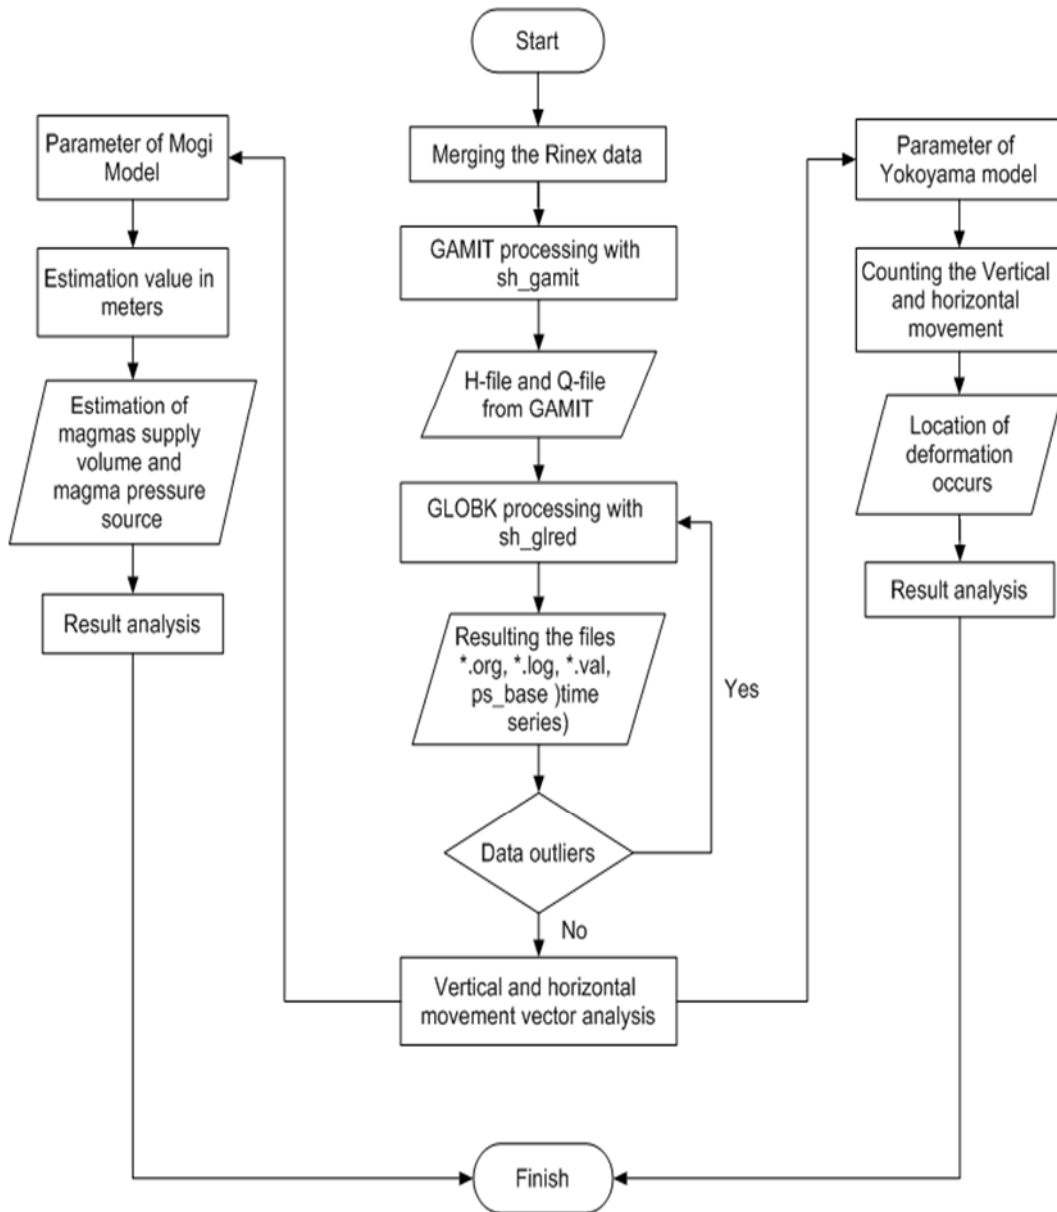 Start
Merging the Rinex data
GAMIT processing with
sh_gamit
H-file and Q-file
from GAMIT
GLOBK processing with
sh_glred
Resulting the files
*.org, *.log, *.val,
ps_base )time
series)
Data outliers
Yes
No
Vertical and horizontal
movement vector analysis
Parameter of Mogi
Model
Estimation value in
meters
Estimation of
magmas supply
volume and
magma pressure
source
Result analysis
Parameter of
Yokoyama model
Counting the Vertical
and horizontal
movement
Location of
deformation
occurs
Result analysis
Finish